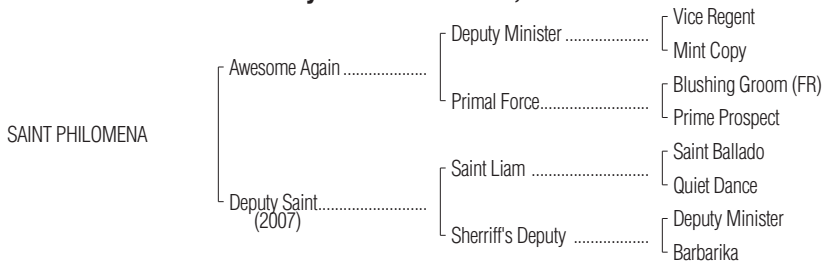 Vice Regent
Deputy Minister ....................
Mint Copy
Awesome Again ....................
Blushing Groom (FR)
Primal Force..........................
Prime Prospect
SAINT PHILOMENA
Saint Ballado
Saint Liam ............................
Quiet Dance
Deputy Saint..........................
(2007)
Deputy Minister
Sherriff's Deputy ..................
Barbarika